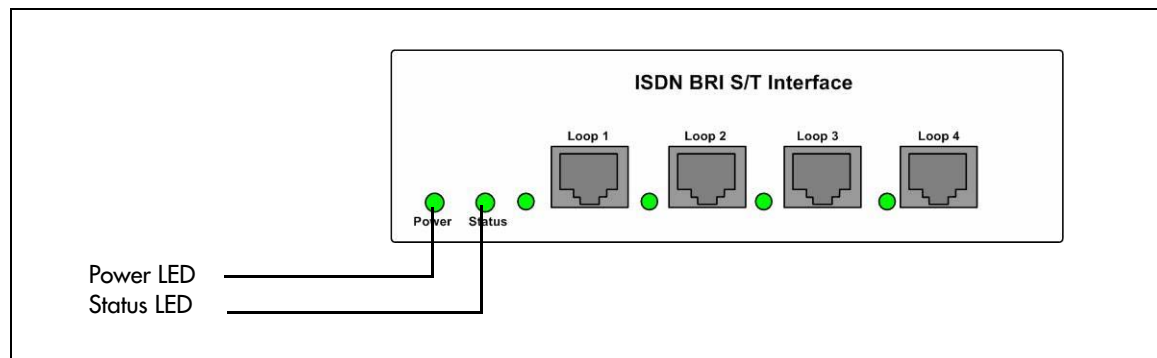 ISDN BRI S/T Interface
Loop 1 Loop 2 Loop 3 Loop 4
Power Status
Power LED
Status LED